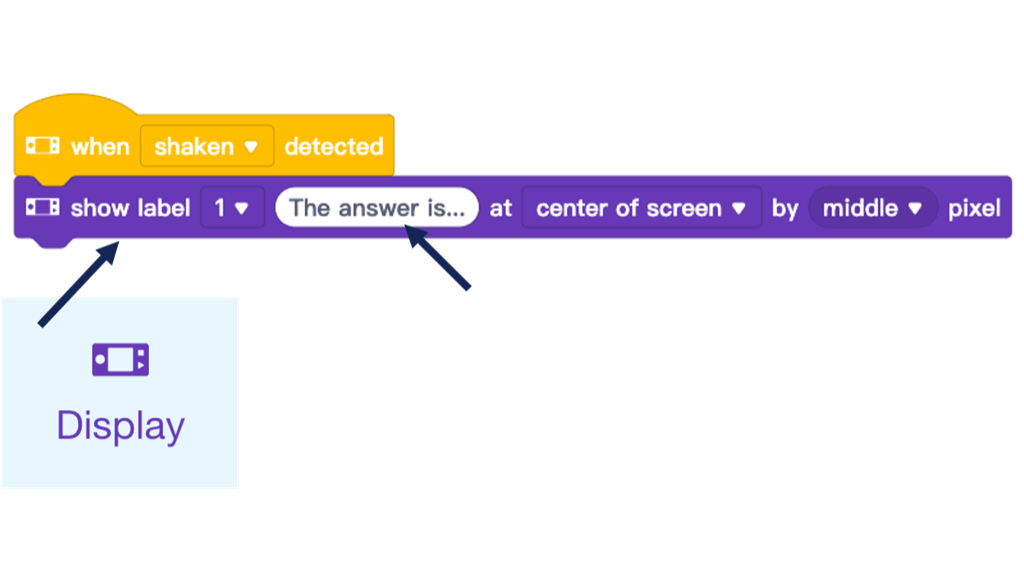 when shaken detected
show label 1 The answer is... at center of screen by middle pixel
Display